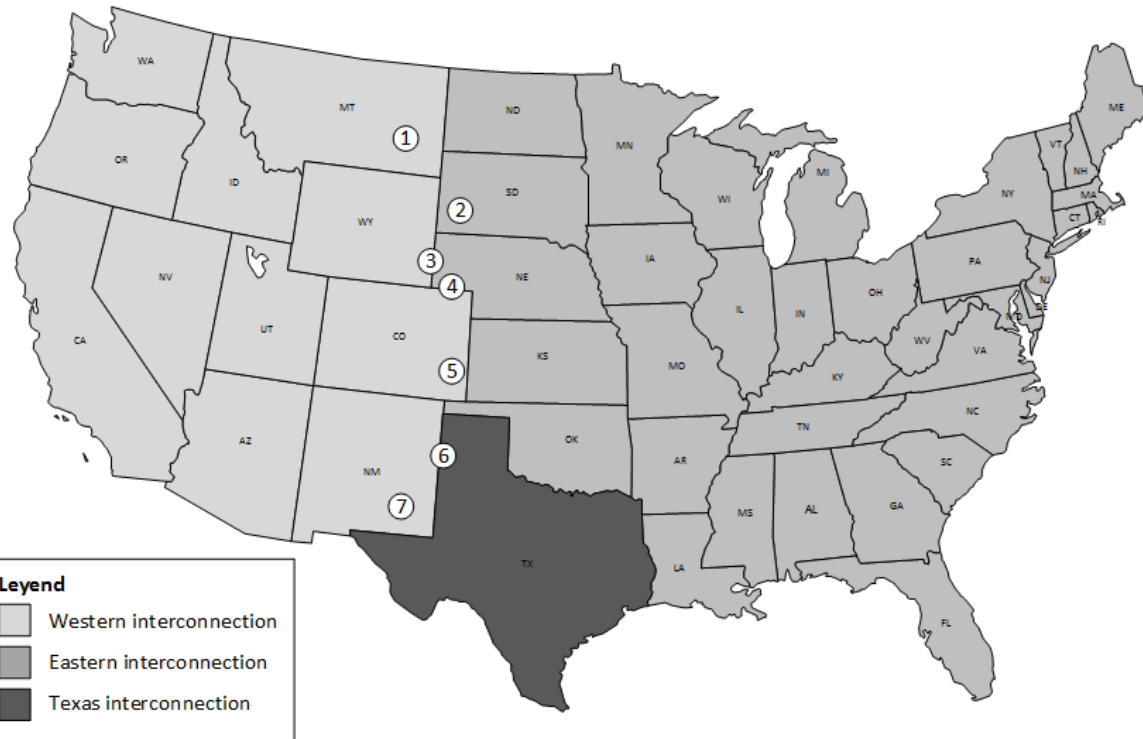 WA
MT
ND
MN
ME
OR
ID
WY
SD
WI
MI
NY
VT
NH
MA
CT
RI
1
2
3
4
5
6
7
NV
UT
CA
CO
NE
IA
IL
IN
OH
PA
NJ
DE
MD
WV
VA
KS
MO
KY
NC
TN
SC
AZ
NM
OK
AR
MS
AL
GA
LA
TX
FL
Leyend
Western interconnection
Eastern interconnection
Texas interconnection